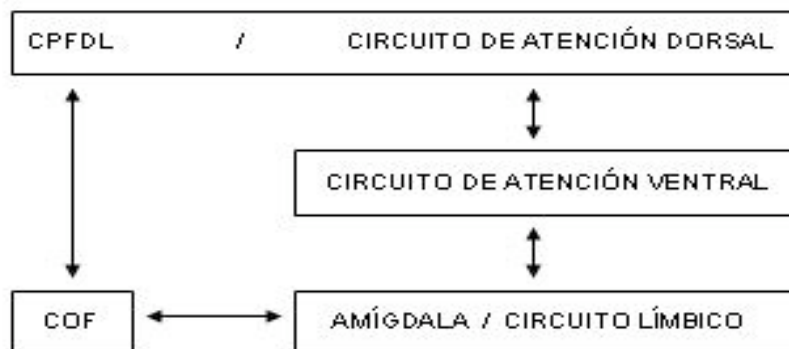 CPFDL / CIRCUITO DE ATENCIÓN DORSAL
CIRCUITO DE ATENCIÓN VENTRAL
COF
AMÍGDALA / CIRCUITO LÍMBICO